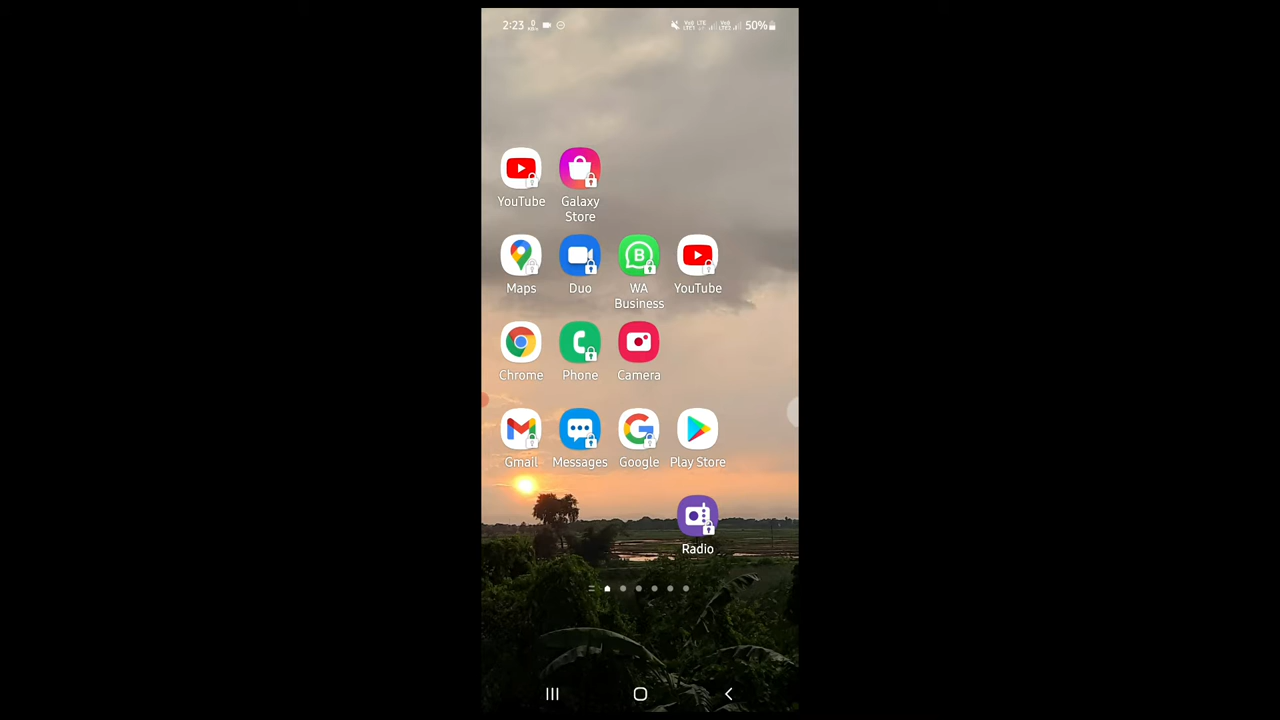 2:23
50%
YouTube
Galaxy
Store
Maps
Duo
B
WA
Business
YouTube
Chrome
Phone
Camera
Gmail
Messages
Google
Play Store
Radio